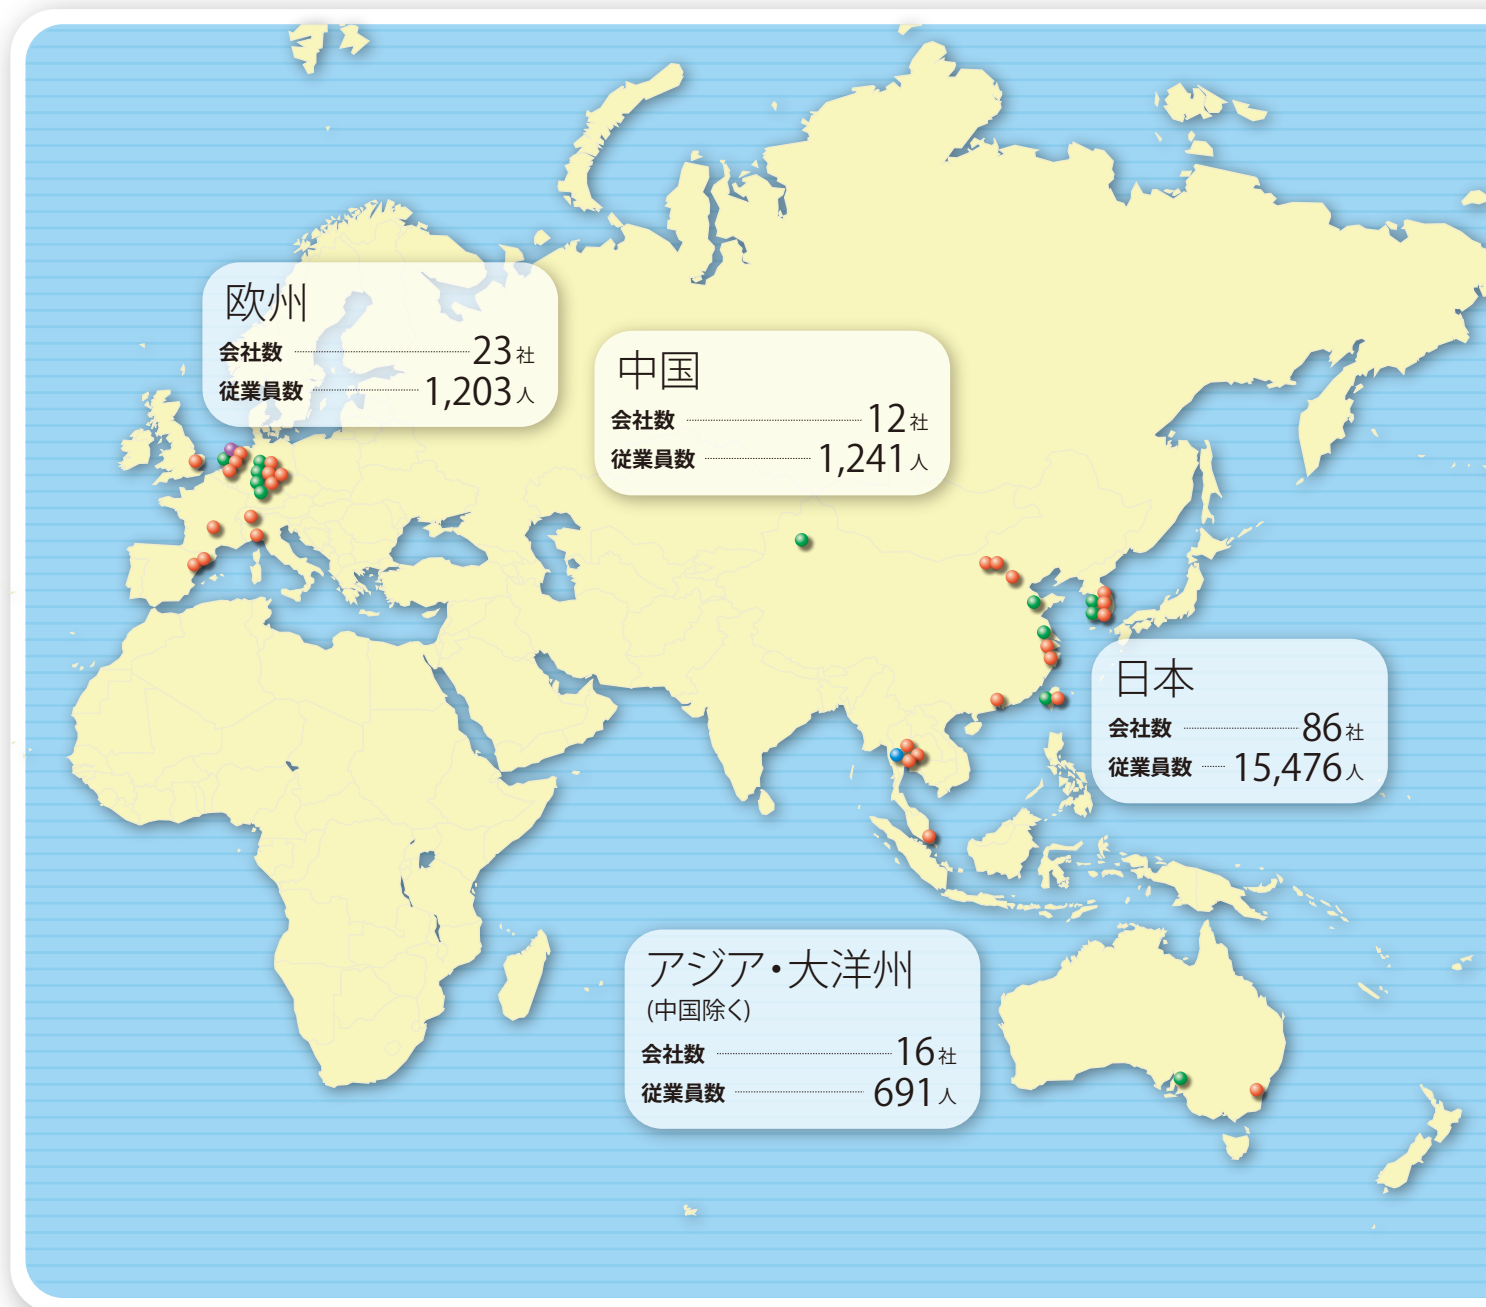 欧州
会社数 23社
従業員数 1,203人
中国
会社数 12社
従業員数 1,241人
日本
会社数 86社
従業員数 15,476人
アジア・大洋州
(中国除く)
会社数 16社
従業員数 691人